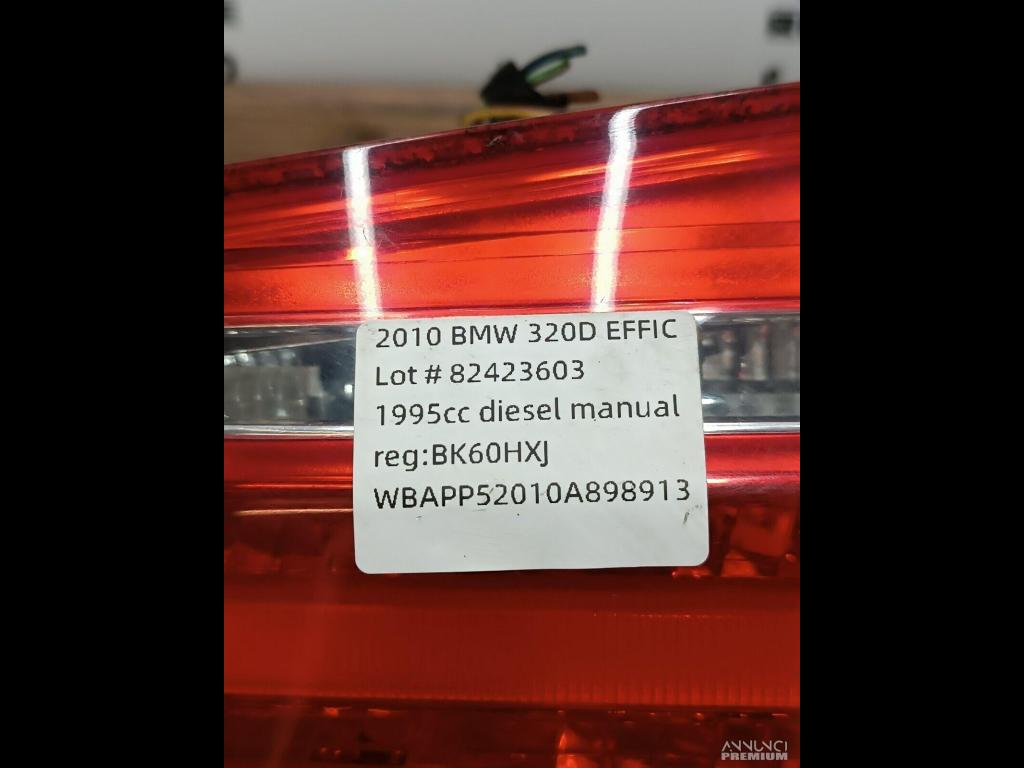 2010 BMW 320D EFFIC
Lot # 82423603
1995cc diesel manual
reg:BK60HXJ
WBAPP52010A898913
ANNUNCI
PREMIUM